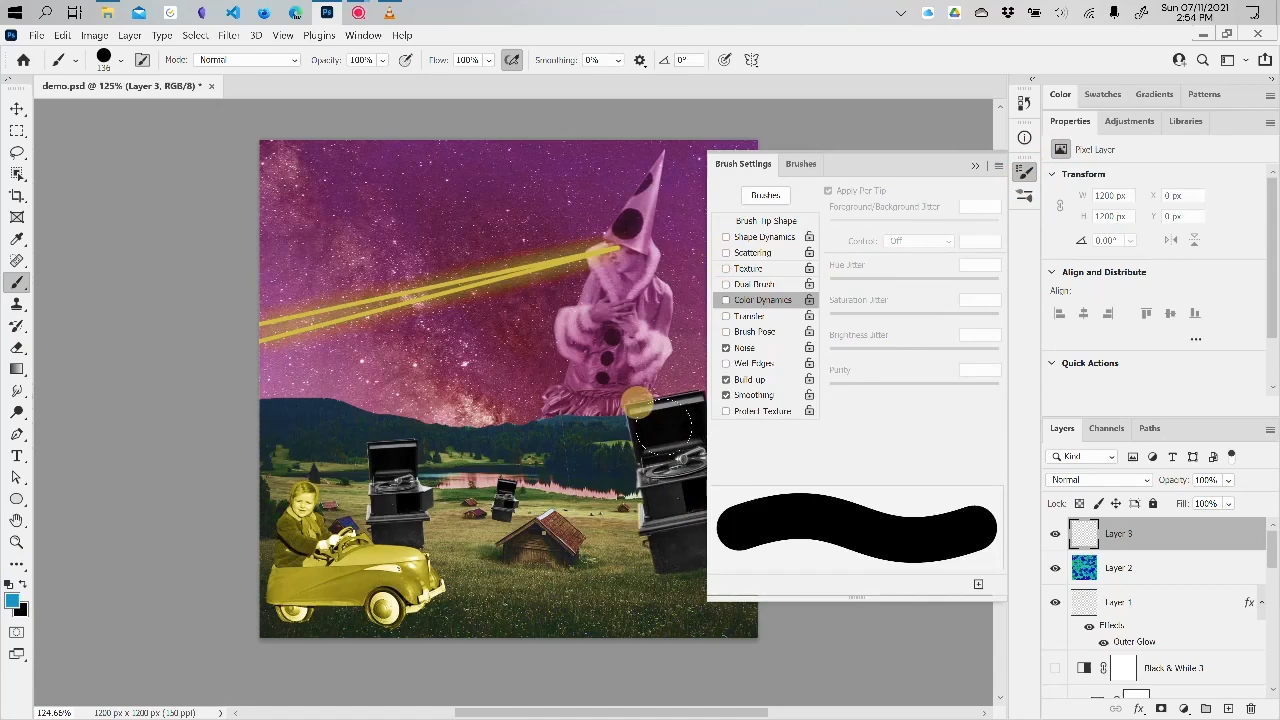 Sun 07/1/2021
2:54 PM
Ps File Edit Image Layer Type Select Filter 3D View Plugins Window Help
136 Mode: Normal Opacity: 100% Flow: 100% Smoothing: 0% 0°
demo.psd @ 125% (Layer 3, RGB/8) *
Brush Settings Brushes
Brushes
Brush Tip Shape
Shape Dynamics
Scattering
Texture
Dual Brush
Color Dynamics
Transfer
Brush Pose
Noise
Wet Edges
Build-up
Smoothing
Protect Texture
Apply Per Tip
Foreground/Background Jitter
Control: Off
Hue Jitter
Saturation Jitter
Brightness Jitter
Purity
Color Swatches Gradients Patterns
Properties Adjustments Libraries
Pixel Layer
Transform
W 1200 px X 0 px
H 1200 px Y 0 px
0.00°
Align and Distribute
Align:
Quick Actions
Layers Channels Paths
Kind
Normal Opacity: 100%
Lock: Fill: 100%
Layer 3
Layer 2
Layer 1 fx
Effects
Outer Glow
Black & White 3
fx
124.66% 1200 px x 1200 px (150 ppi)